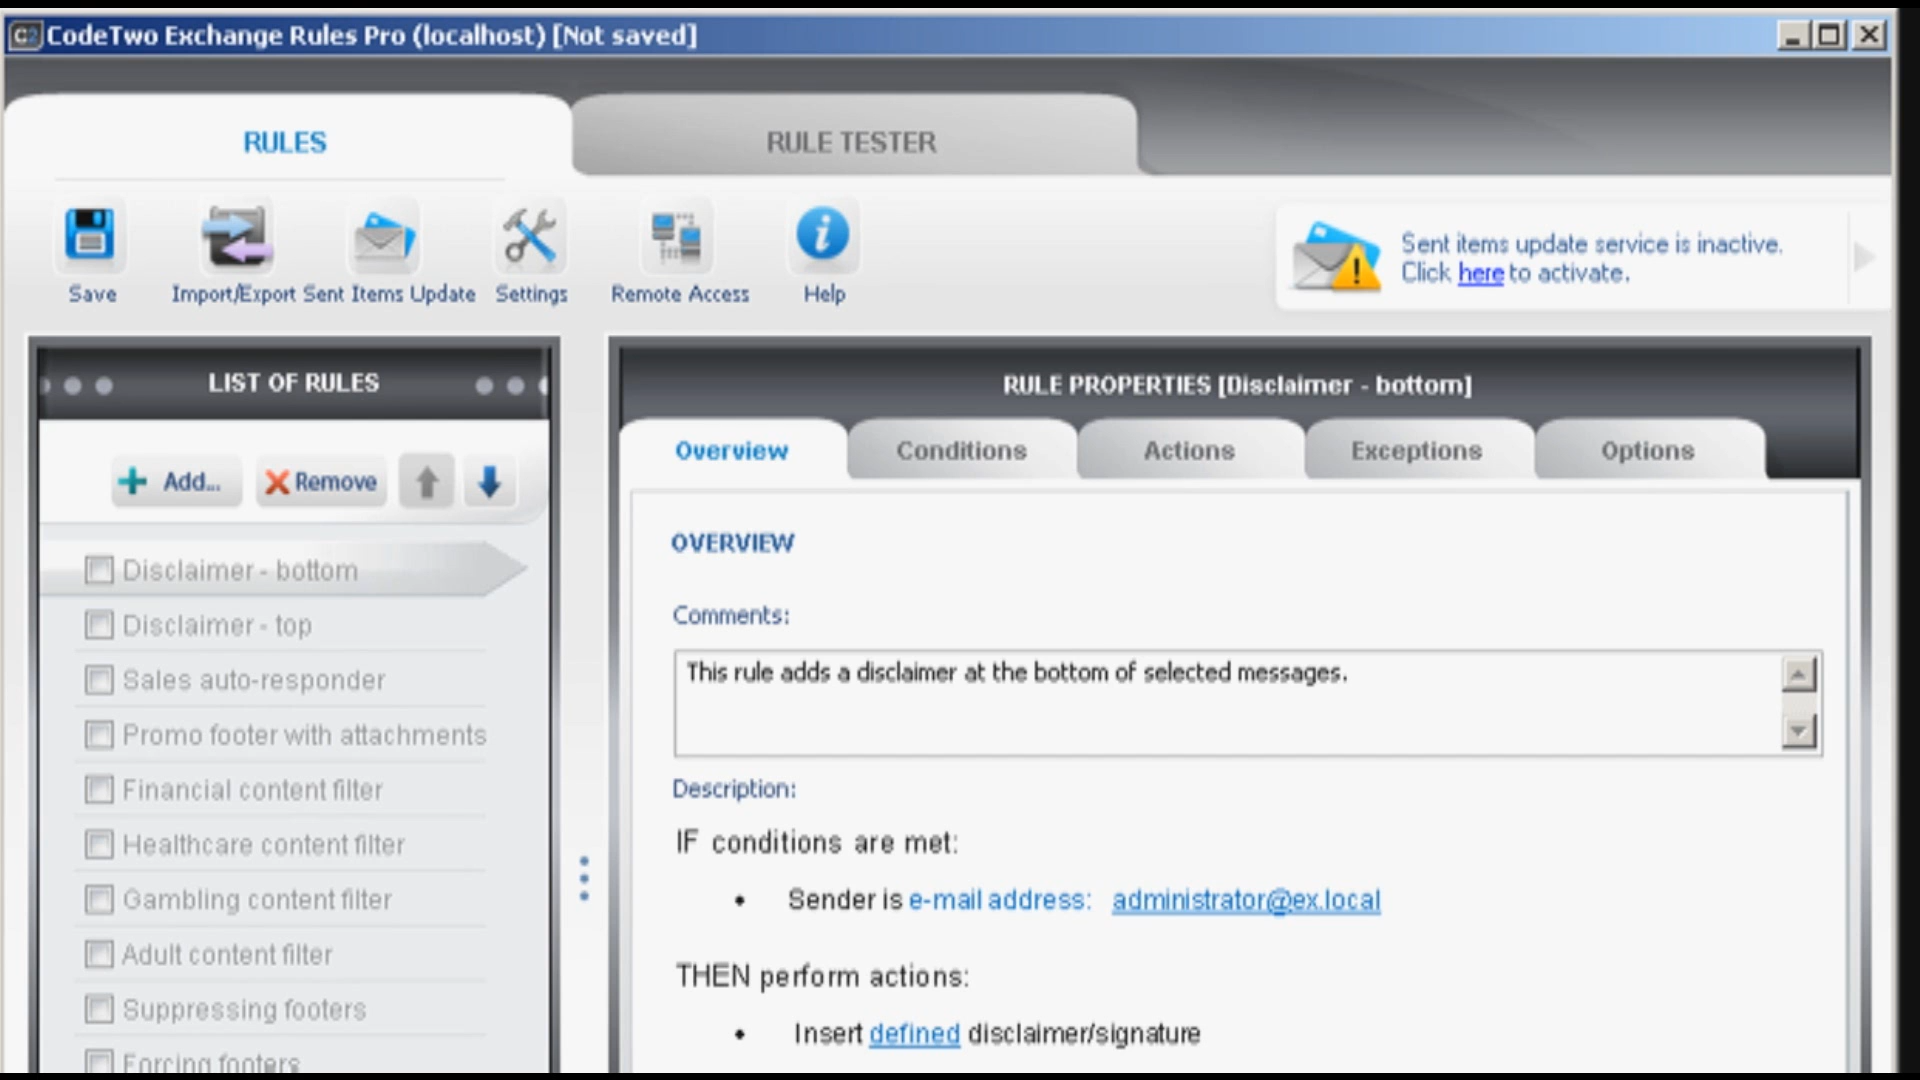 CodeTwo Exchange Rules Pro (localhost) [Not saved]
RULES
RULE TESTER
Save
Import/Export
Sent Items Update
Settings
Remote Access
Help
Sent items update service is inactive.
Click here to activate.
LIST OF RULES
Add...
Remove
Disclaimer - bottom
Disclaimer - top
Sales auto-responder
Promo footer with attachments
Financial content filter
Healthcare content filter
Gambling content filter
Adult content filter
Suppressing footers
Forcing footers
RULE PROPERTIES [Disclaimer - bottom]
Overview
Conditions
Actions
Exceptions
Options
OVERVIEW
Comments:
This rule adds a disclaimer at the bottom of selected messages.
Description:
IF conditions are met:
• Sender is e-mail address: administrator@ex.local
THEN perform actions:
• Insert defined disclaimer/signature